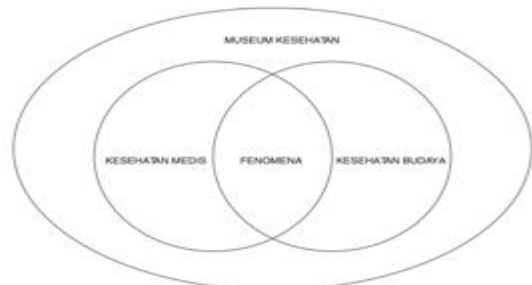 MUSEUM KESEHATAN
KESEHATAN MEDIS
FENOMENA
KESEHATAN BUDAYA